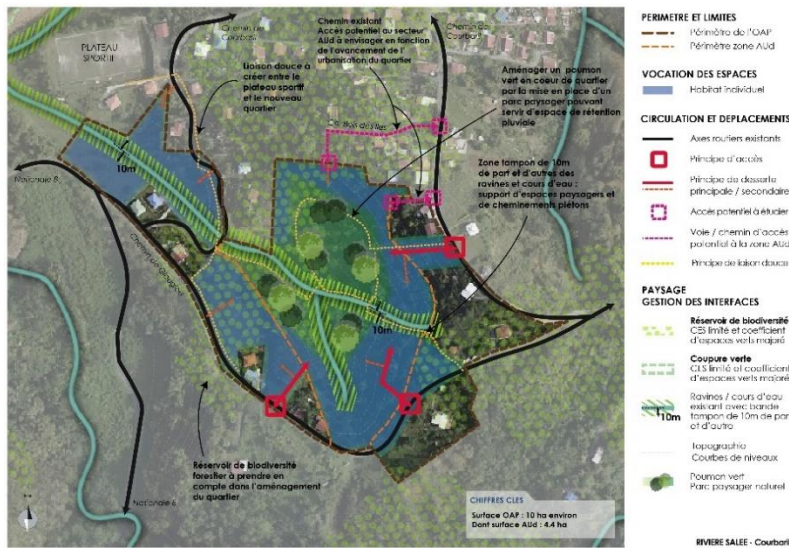 PLATEAU
SPORTIF
Chemin de
Courbaril
Liaison douce à
créer entre le
plateau sportif
et le nouveau
quartier
Chemin existant
Accès potentiel au secteur
AUd à envisager en fonction
de l'avancement de l'
urbanisation du quartier
Chemin de
Courbaril
Aménager un poumon
vert en coeur de quartier
par la mise en place d'un
parc paysager pouvant
servir d'espace de rétention
pluviale
Zone tampon de 10m
de part et d'autres des
ravines et cours d'eau :
support d'espaces paysagers et
de cheminements piétons
10m
Nationale 8
10m
Réservoir de biodiversité
forestier à prendre en
compte dans l'aménagement
du quartier
CHIFFRES CLES
Surface OAP : 10 ha environ
Dont surface AUd : 4.4 ha
PERIMETRE ET LIMITES
Périmètre de l'OAP
Périmètre zone AUd
VOCATION DES ESPACES
Habitat individuel
CIRCULATION ET DEPLACEMENTS
Axes routiers existants
Principe d'accès
Principe de desserte
principale / secondaire
Accès potentiel à étudier
Voie / chemin d'accès
potentiel à la zone AUd
Principe de liaison douce
PAYSAGE
GESTION DES INTERFACES
Réservoir de biodiversité
CES limité et coefficient
d'espaces verts majoré
Coupure verte
CES limité et coefficient
d'espaces verts majoré
Ravines / cours d'eau
existant avec bande
tampon de 10m de part
et d'autre
10m
Topographie
Courbes de niveaux
Poumon vert
Parc paysager naturel
RIVIERE SALEE - Courbaril